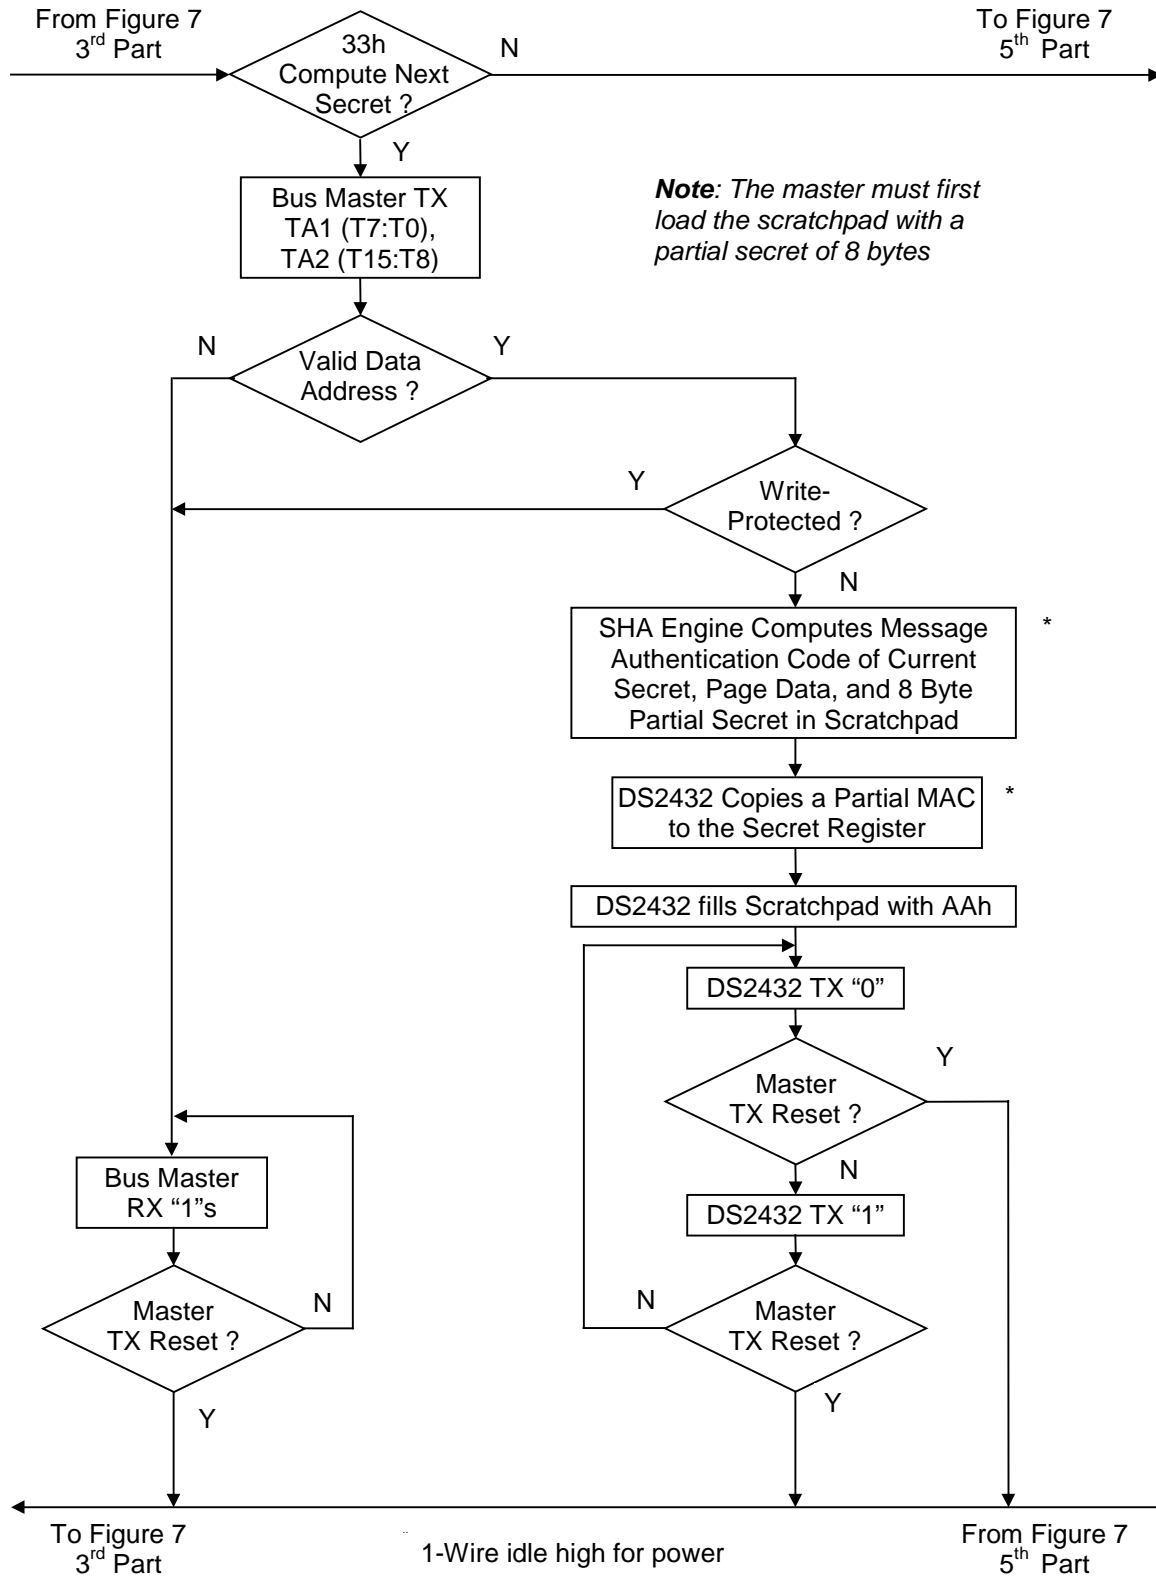 From Figure 7
3rd Part
To Figure 7
5th Part
33h
Compute Next
Secret ?
N
Y
Bus Master TX
TA1 (T7:T0),
TA2 (T15:T8)
Note: The master must first
load the scratchpad with a
partial secret of 8 bytes
N
Valid Data
Address ?
Y
Y
Write-
Protected ?
N
SHA Engine Computes Message
Authentication Code of Current
Secret, Page Data, and 8 Byte
Partial Secret in Scratchpad
*
DS2432 Copies a Partial MAC
to the Secret Register
*
DS2432 fills Scratchpad with AAh
DS2432 TX “0”
Master
TX Reset ?
Y
N
DS2432 TX “1”
Bus Master
RX “1”s
Master
TX Reset ?
N
Y
N
Master
TX Reset ?
Y
To Figure 7
3rd Part
1-Wire idle high for power
From Figure 7
5th Part